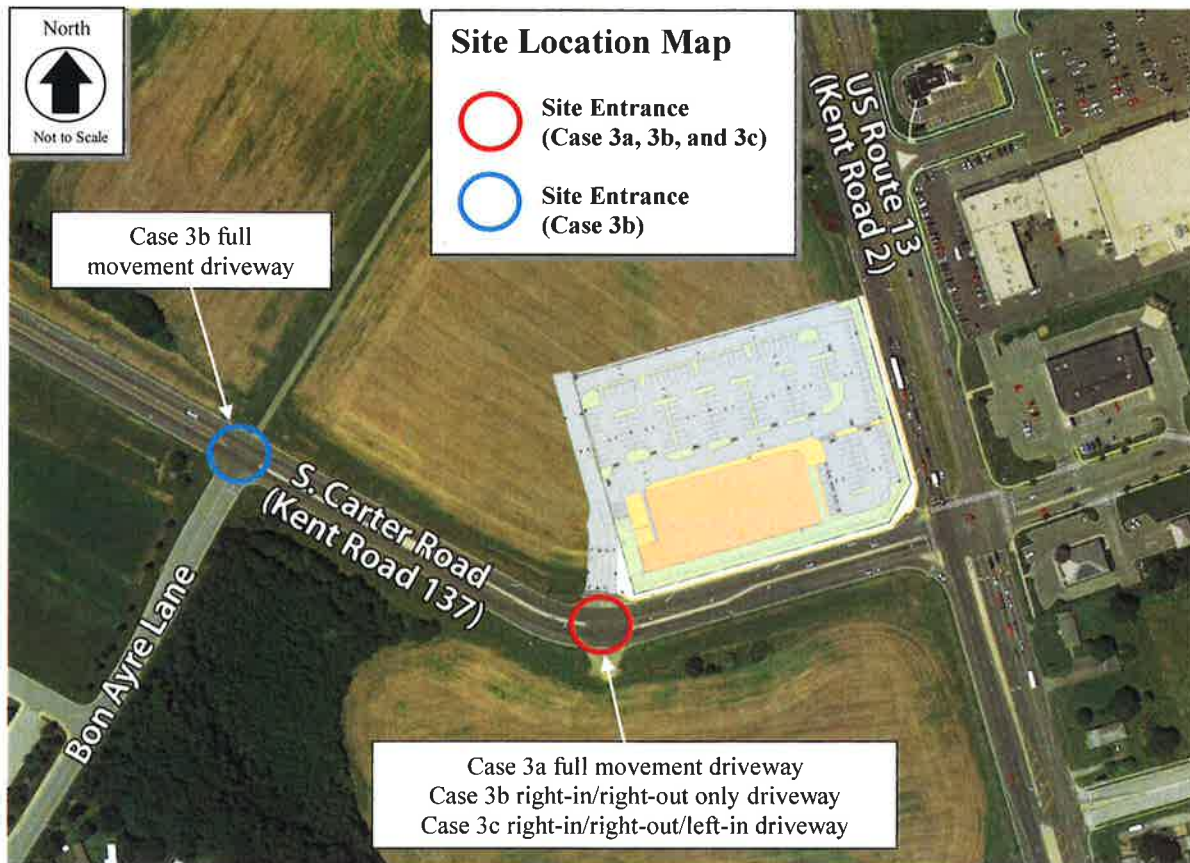 North
Not to Scale
Site Location Map
Site Entrance
(Case 3a, 3b, and 3c)
Site Entrance
(Case 3b)
US Route 13
(Kent Road 2)
Case 3b full
movement driveway
S. Carter Road
(Kent Road 137)
Bon Ayre Lane
Case 3a full movement driveway
Case 3b right-in/right-out only driveway
Case 3c right-in/right-out/left-in driveway